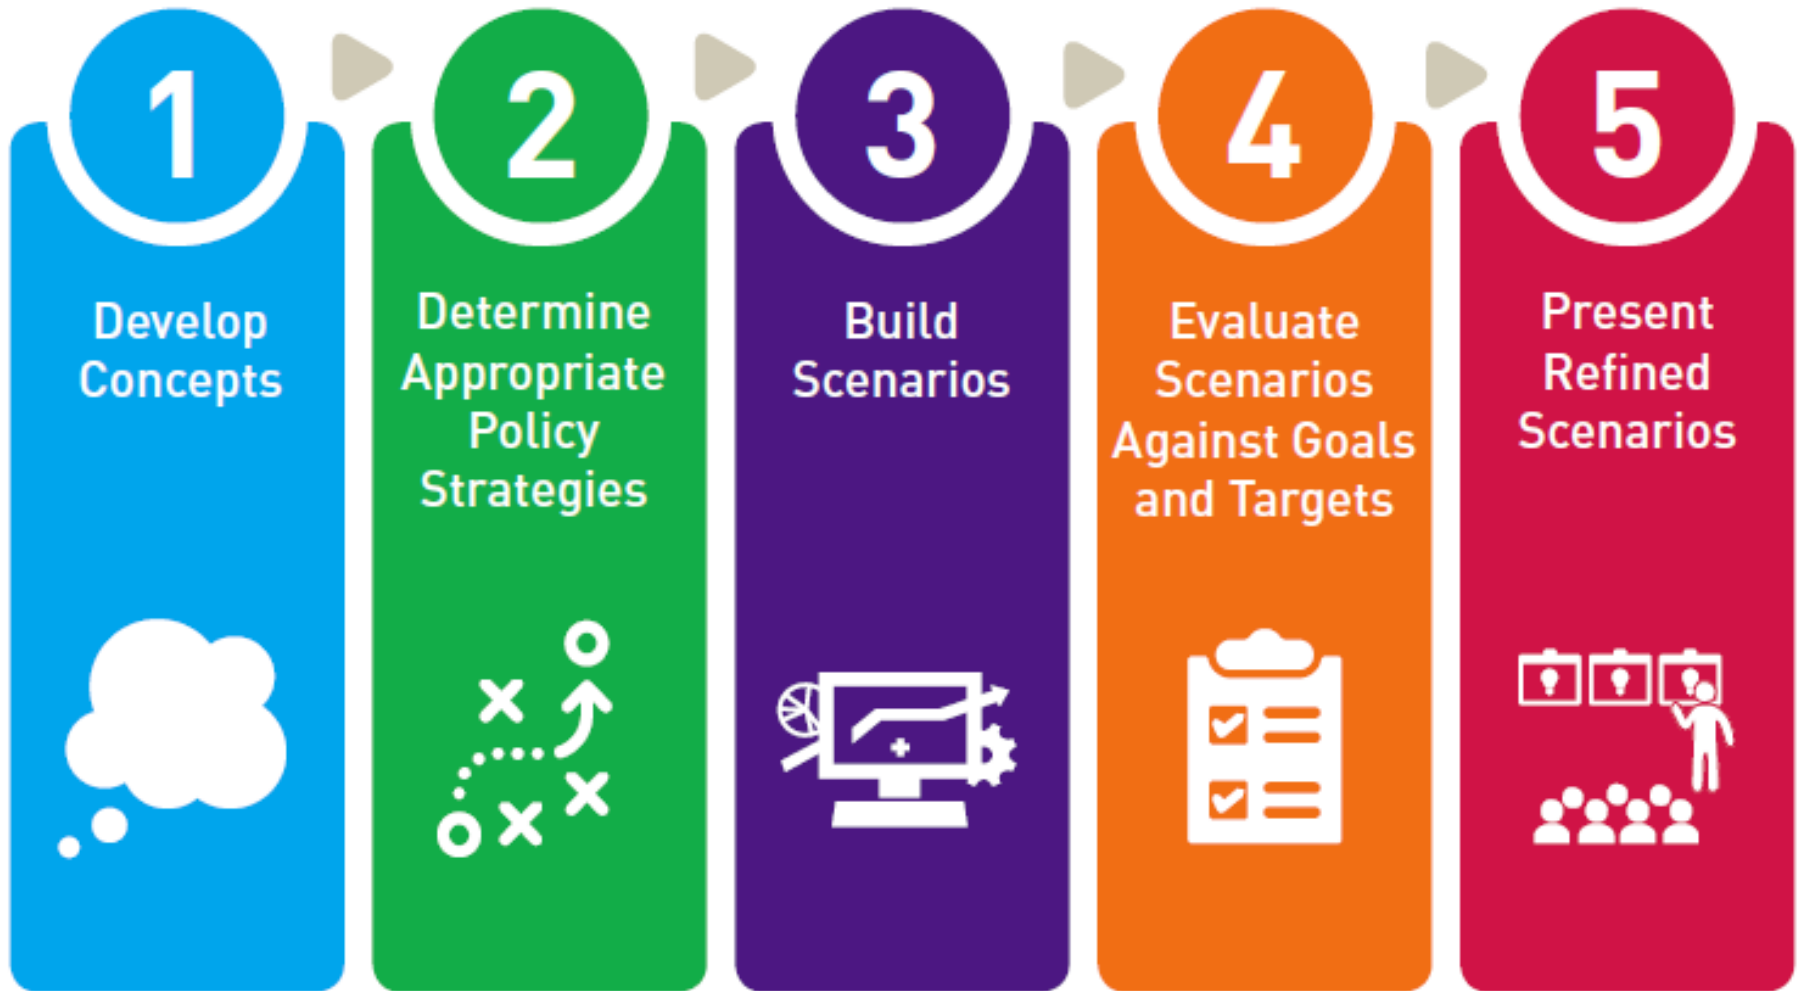 1
Develop
Concepts
2
Determine
Appropriate
Policy
Strategies
3
Build
Scenarios
4
Evaluate
Scenarios
Against Goals
and Targets
5
Present
Refined
Scenarios